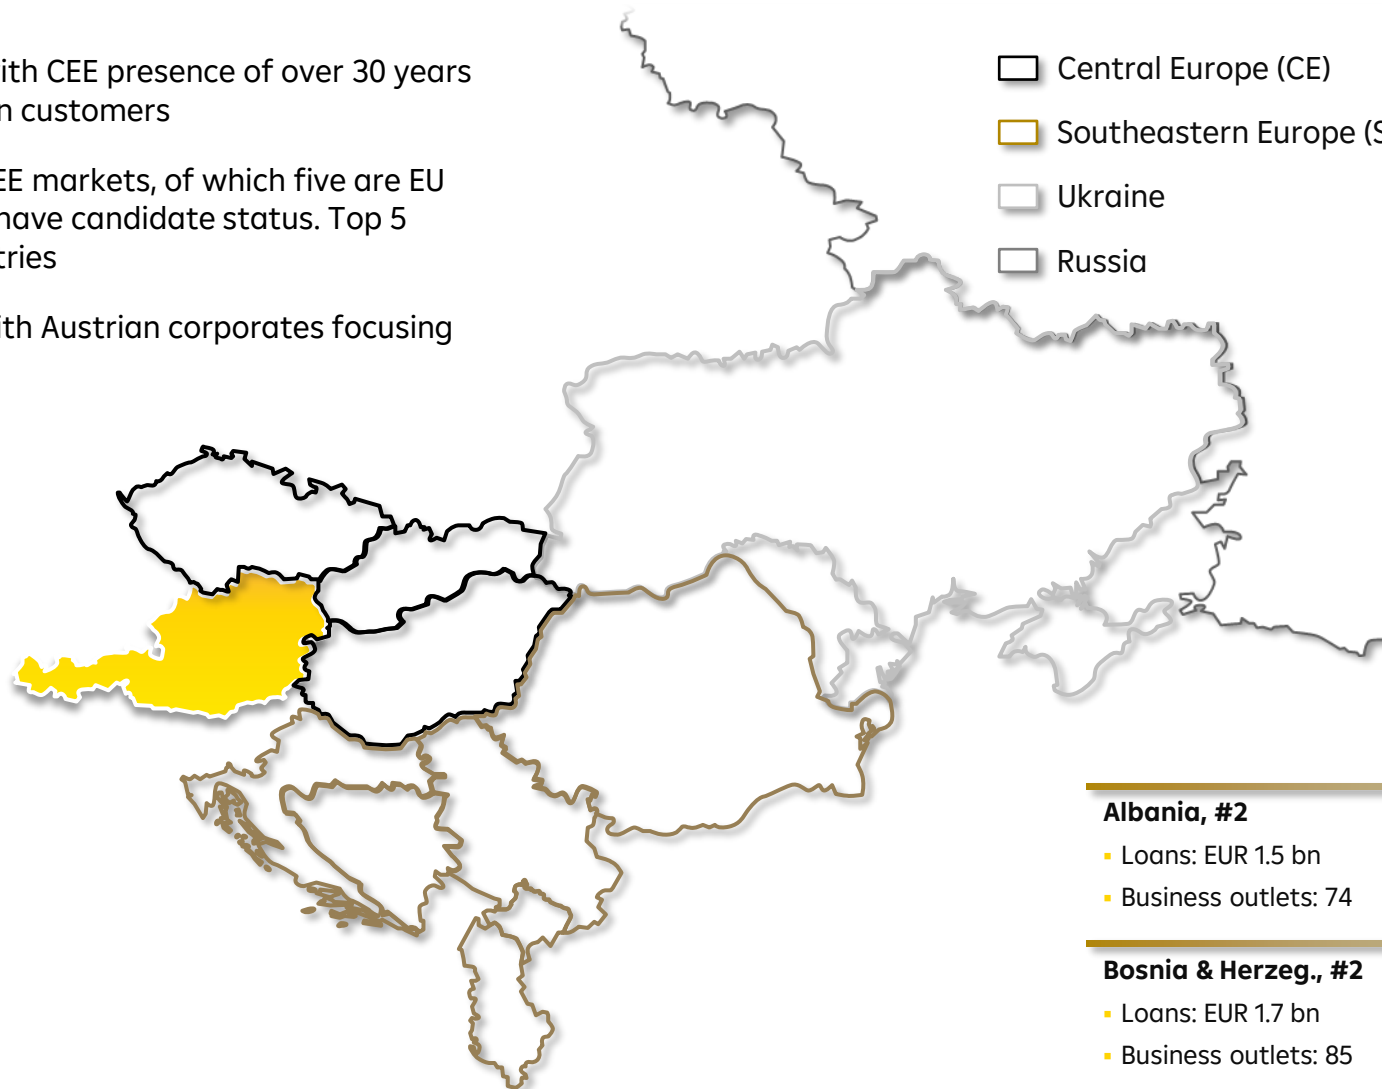 ith CEE presence of over 30 years
n customers
EE markets, of which five are EU
have candidate status. Top 5
tries
ith Austrian corporates focusing
Central Europe (CE)
Southeastern Europe (S
Ukraine
Russia
Albania, #2
▪ Loans: EUR 1.5 bn
▪ Business outlets: 74
Bosnia & Herzeg., #2
▪ Loans: EUR 1.7 bn
▪ Business outlets: 85